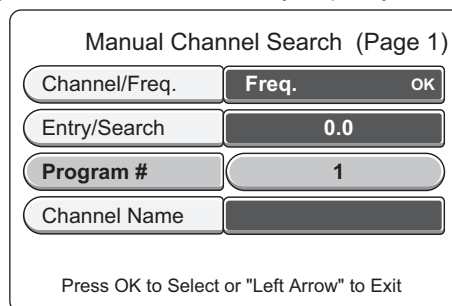 Manual Channel Search (Page 1)
Channel/Freq. Freq. OK
Entry/Search 0.0
Program # 1
Channel Name
Press OK to Select or "Left Arrow" to Exit